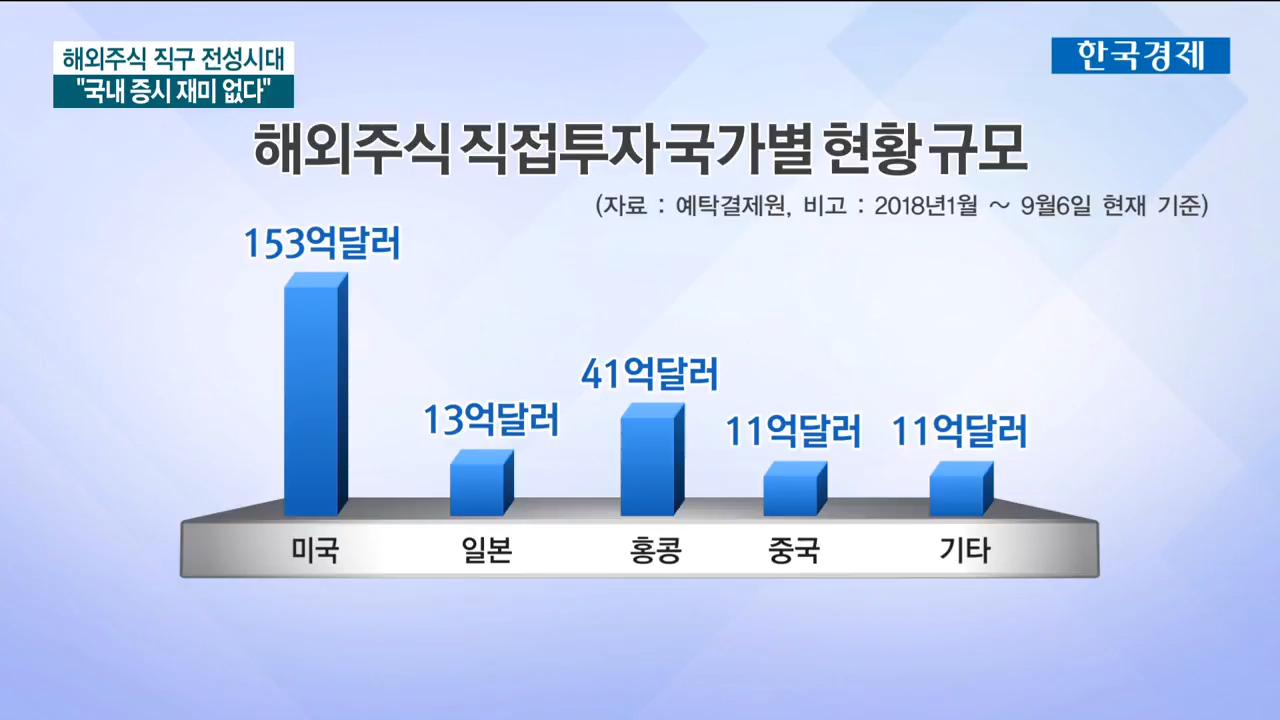 해외주식 직구 전성시대
"국내 증시 재미 없다"
한국경제
해외주식 직접투자 국가별 현황 규모
(자료 : 예탁결제원, 비고 : 2018년1월 ~ 9월6일 현재 기준)
153억달러
13억달러
41억달러
11억달러
11억달러
미국
일본
홍콩
중국
기타